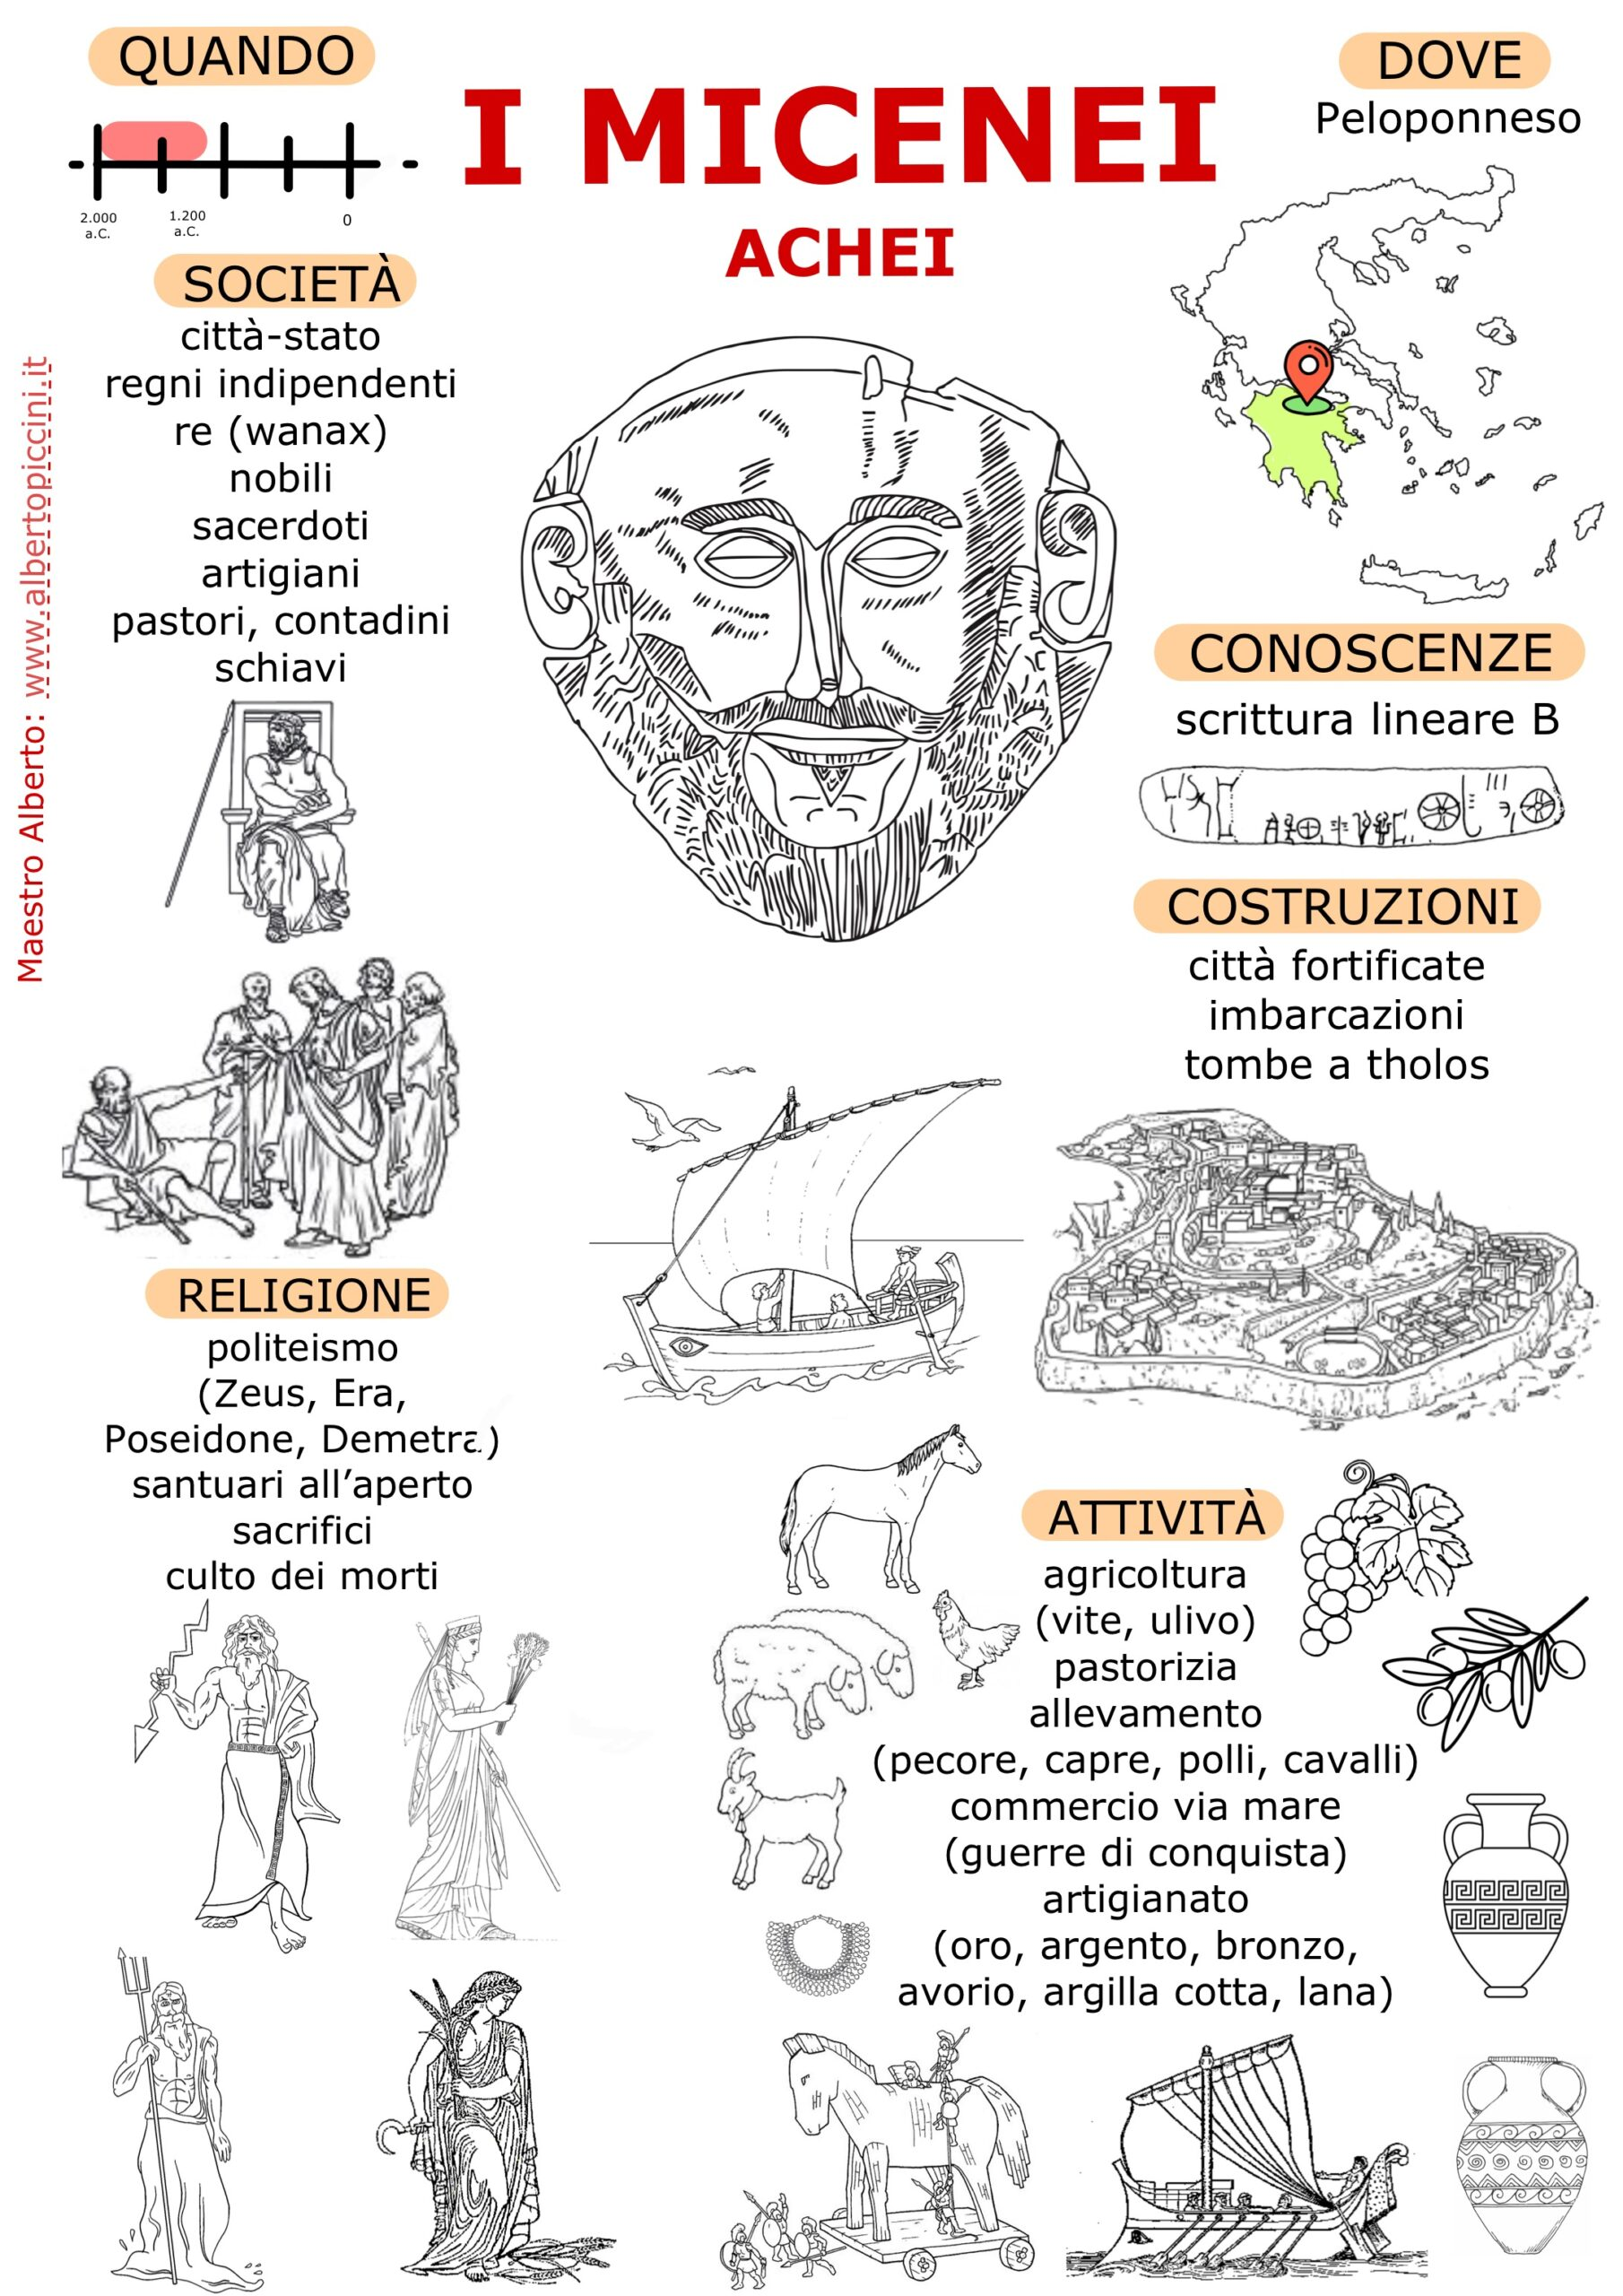 QUANDO
2.000
a.C.
1.200
a.C.
0
I MICENEI
ACHEI
DOVE
Peloponneso
SOCIETÀ
città-stato
regni indipendenti
re (wanax)
nobili
sacerdoti
artigiani
pastori, contadini
schiavi
Maestro Alberto: www.albertopiccini.it
CONOSCENZE
scrittura lineare B
COSTRUZIONI
città fortificate
imbarcazioni
tombe a tholos
RELIGIONE
politeismo
(Zeus, Era,
Poseidone, Demetra)
santuari all’aperto
sacrifici
culto dei morti
ATTIVITÀ
agricoltura
(vite, ulivo)
pastorizia
allevamento
(pecore, capre, polli, cavalli)
commercio via mare
(guerre di conquista)
artigianato
(oro, argento, bronzo,
avorio, argilla cotta, lana)